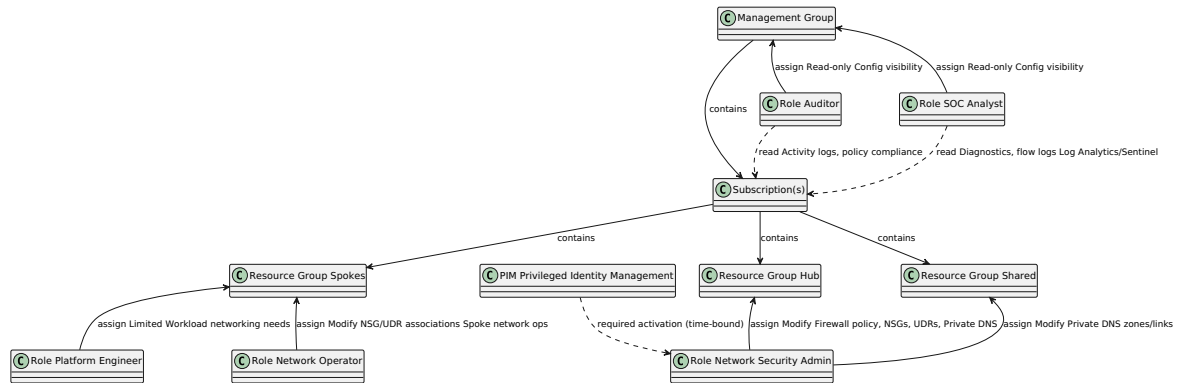 C Management Group
assign Read-only Config visibility
assign Read-only Config visibility
C Role Auditor
C Role SOC Analyst
contains
read Activity logs, policy compliance
read Diagnostics, flow logs Log Analytics/Sentinel
C Subscription(s)
contains
contains
contains
C Resource Group Spokes
C PIM Privileged Identity Management
C Resource Group Hub
C Resource Group Shared
assign Limited Workload networking needs
assign Modify NSG/UDR associations Spoke network ops
required activation (time-bound)
assign Modify Firewall policy, NSGs, UDRs, Private DNS
assign Modify Private DNS zones/links
C Role Platform Engineer
C Role Network Operator
C Role Network Security Admin